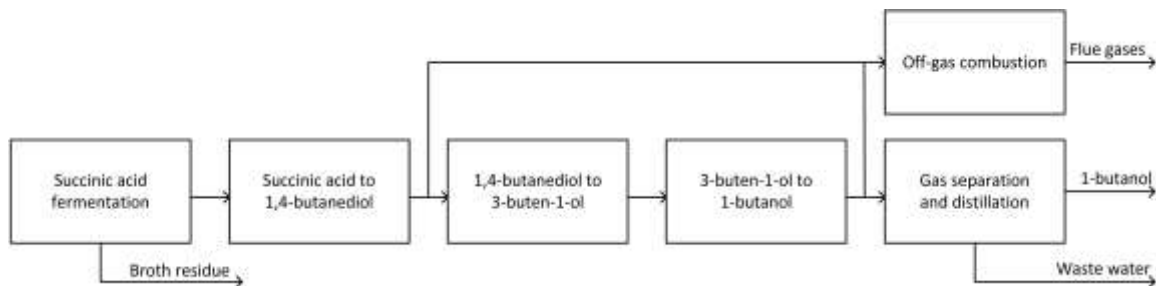 Off-gas combustion
Flue gases
Succinic acid
fermentation
Succinic acid to
1,4-butanediol
1,4-butanediol to
3-buten-1-ol
3-buten-1-ol to
1-butanol
Gas separation
and distillation
1-butanol
Broth residue
Waste water